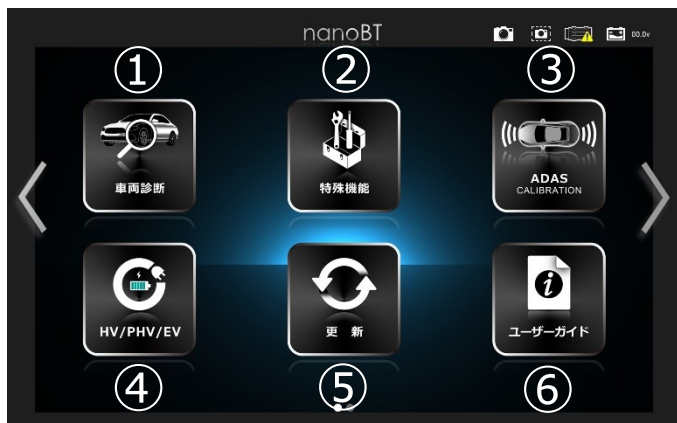 nanoBT
00.0v
① ② ③
車両診断
特殊機能
ADAS
CALIBRATION
HV/PHV/EV
更 新
ユーザーガイド
④ ⑤ ⑥